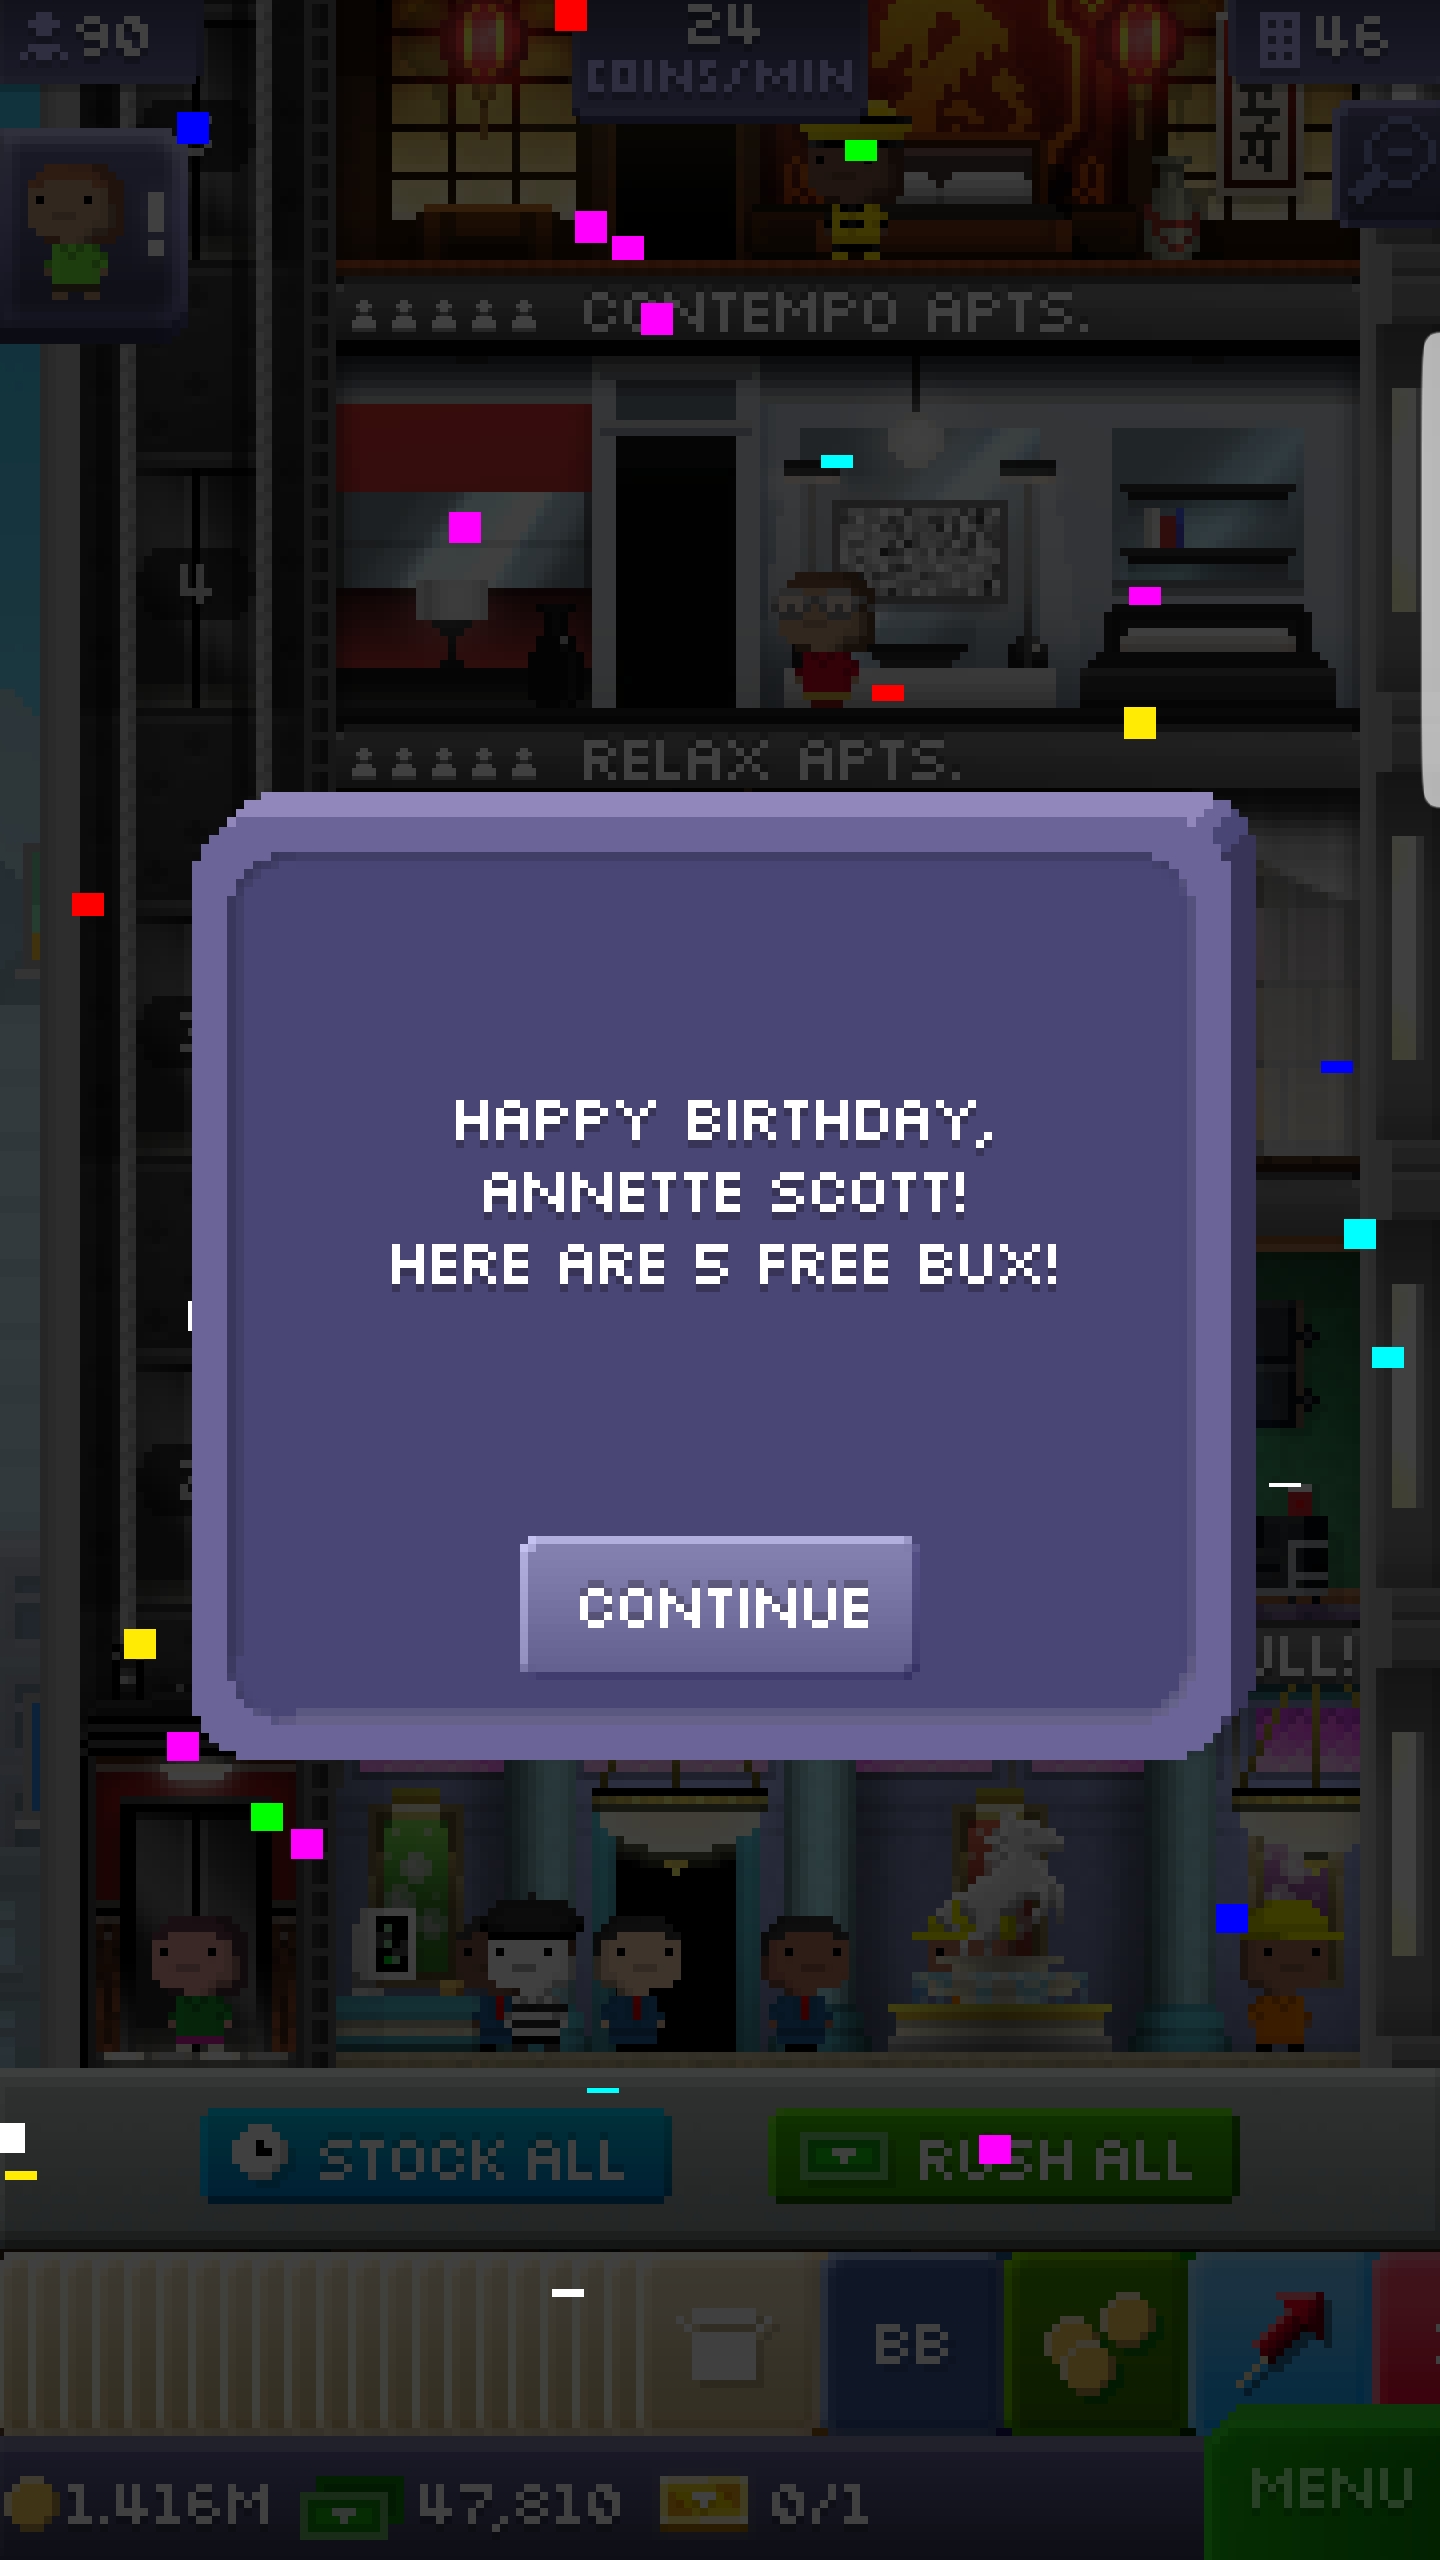 90
24
COINS/MIN
46
CONTEMPO APTS.
4
RELAX APTS.
HAPPY BIRTHDAY,
ANNETTE SCOTT!
HERE ARE 5 FREE BUX!
CONTINUE
STOCK ALL
RUSH ALL
BB
1.416M
47,810
0/1
MENU